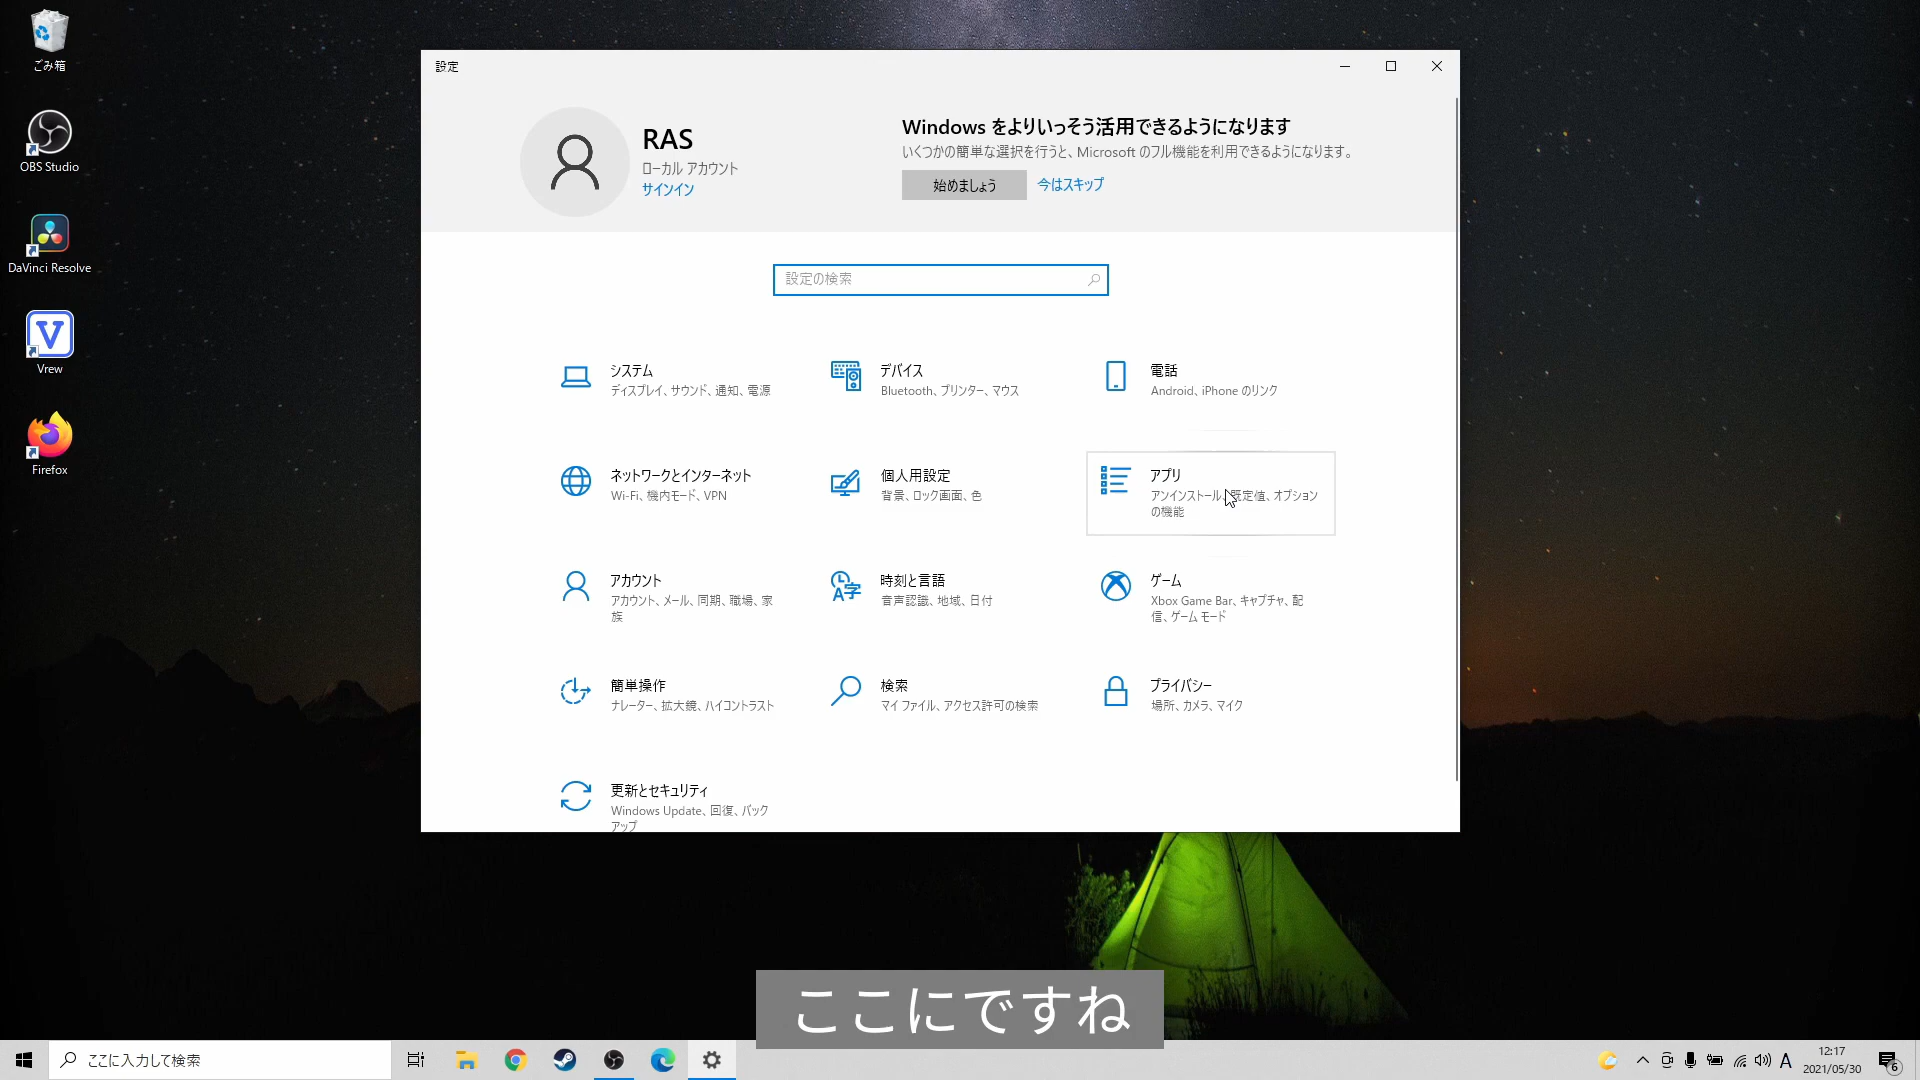 ごみ箱
OBS Studio
DaVinci Resolve
V
Vrew
Firefox
設定
RAS
ローカル アカウント
サインイン
Windows をよりいっそう活用できるようになります
いくつかの簡単な選択を行うと、Microsoft のフル機能を利用できるようになります。
始めましょう
今はスキップ
設定の検索
システム
ディスプレイ、サウンド、通知、電源
デバイス
Bluetooth、プリンター、マウス
電話
Android、iPhone のリンク
ネットワークとインターネット
Wi-Fi、機内モード、VPN
個人用設定
背景、ロック画面、色
アプリ
アンインストール、既定値、オプション
の機能
アカウント
アカウント、メール、同期、職場、家
族
時刻と言語
音声認識、地域、日付
ゲーム
Xbox Game Bar、キャプチャ、配
信、ゲーム モード
簡単操作
ナレーター、拡大鏡、ハイコントラスト
検索
マイ ファイル、アクセス許可の検索
プライバシー
場所、カメラ、マイク
更新とセキュリティ
Windows Update、回復、バック
アップ
ここにですね
ここに入力して検索
A
12:17
2021/05/30
6